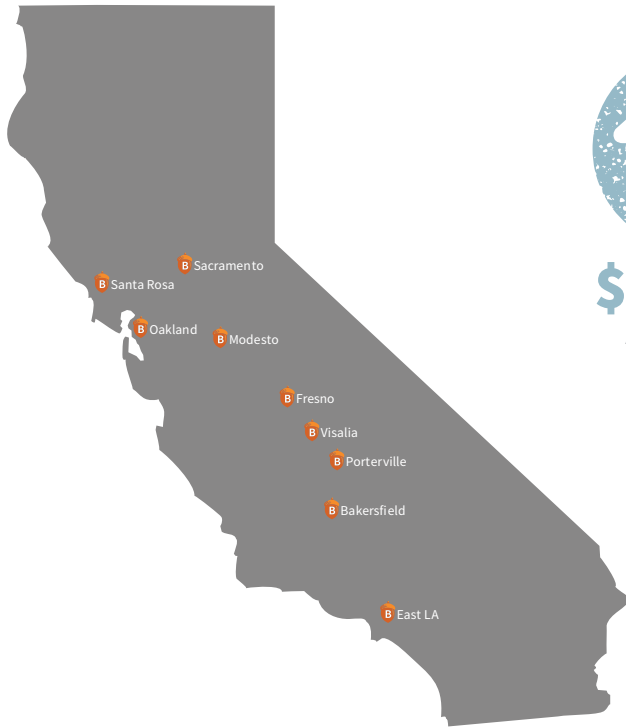 B Sacramento
B Santa Rosa
B Oakland
B Modesto
B Fresno
B Visalia
B Porterville
B Bakersfield
B East LA
$